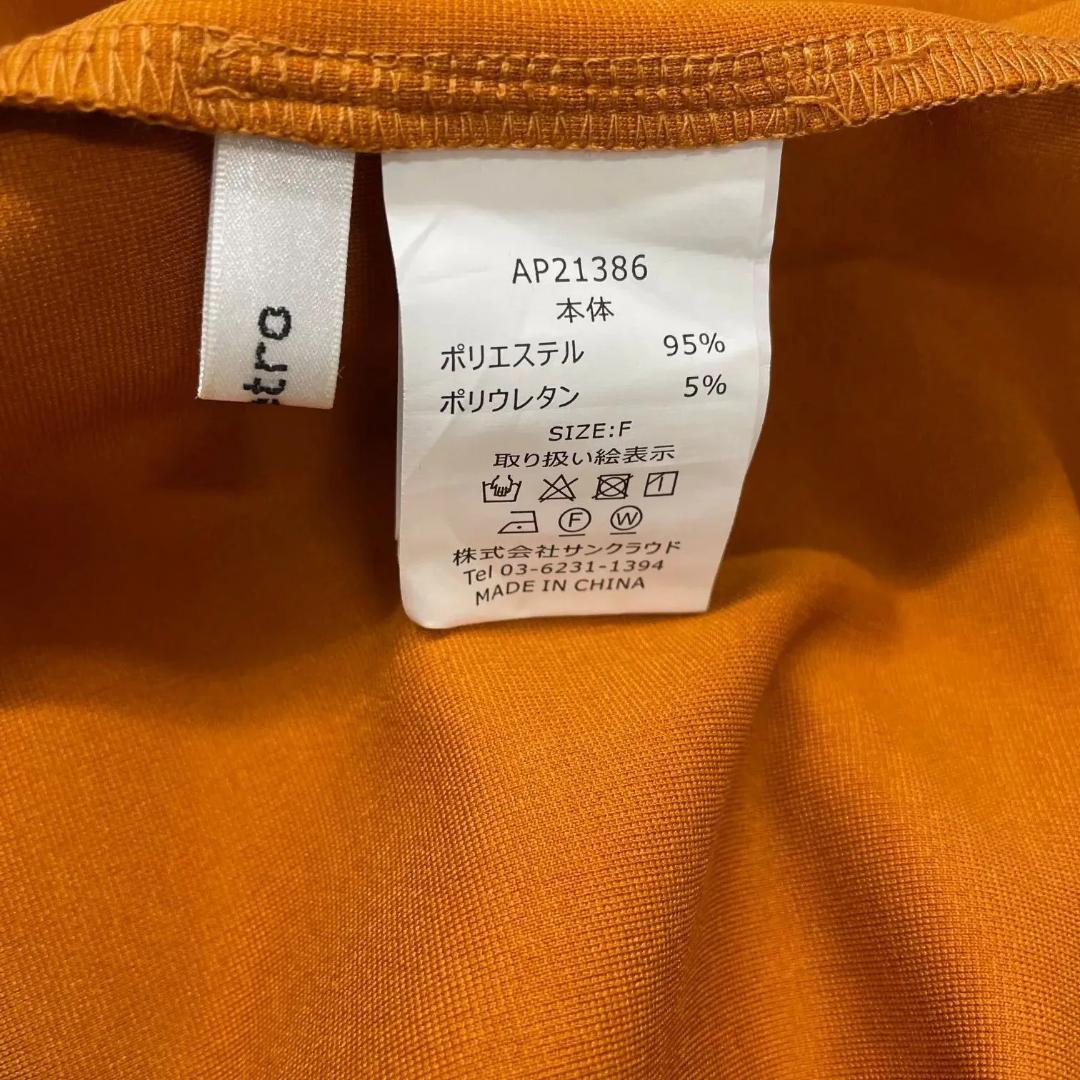 tro
AP21386
本体
ポリエステル 95%
ポリウレタン 5%
SIZE:F
取り扱い絵表示
F W
株式会社サンクラウド
Tel 03-6231-1394
MADE IN CHINA